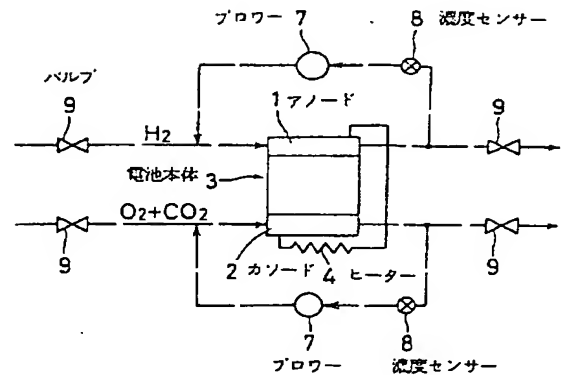 ブロワー 7
8 濃度センサー
バルブ
9
1 アノード
9
H2
電池本体 3
O2+CO2
9
2 カソード 4 ヒーター
9
7
8
ブロワー
濃度センサー